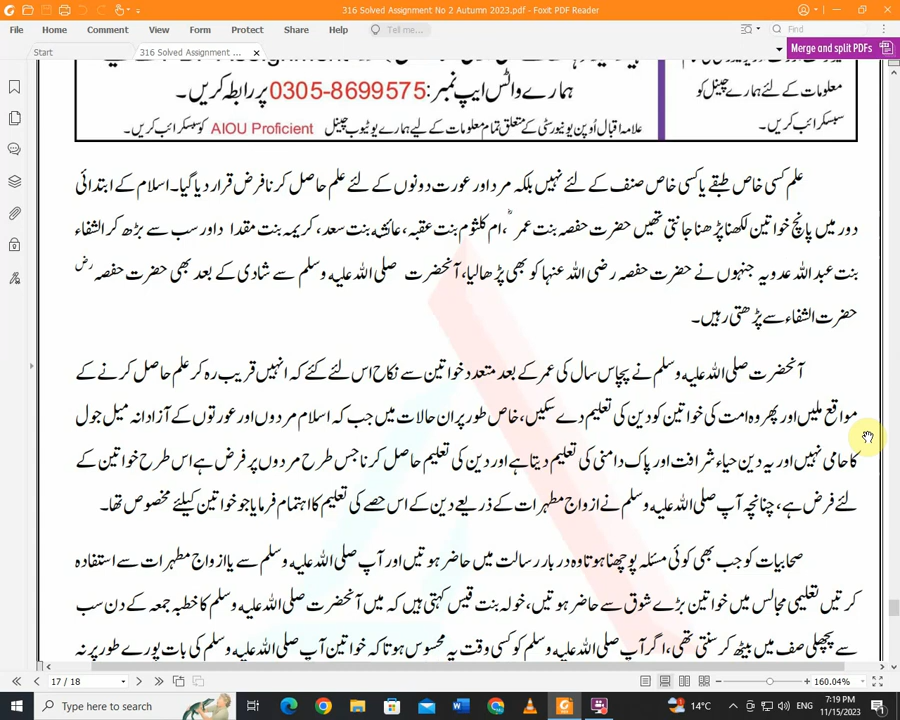 316 Solved Assignment No 2 Autumn 2023.pdf - Foxit PDF Reader
File Home Comment View Form Protect Share Help Tell me... Find
Start 316 Solved Assignment ... Merge and split PDFs
معلومات کے لئے ہمارے چینل کو
ہمارے واٹس ایپ نمبر: 0305-8699575 پر رابطہ کریں۔
سبسکرائب کریں۔
علامہ اقبال اُوپن یونیورسٹی کے متعلق تمام معلومات کے لیے ہمارے یوٹیوب چینل AIOU Proficient کو سبسکرائب کریں۔
علم کسی خاص طبقے یا کسی خاص صنف کے لئے نہیں بلکہ مرد اور عورت دونوں کے لئے علم حاصل کرنا فرض قرار دیا گیا۔ اسلام کے ابتدائی
دور میں پانچ خواتین لکھنا پڑھنا جانتی تھیں حضرت حفصہ بنت عمرؓ، ام کلثوم بنت عقبہ، عائشہ بنت سعد، کریمہ بنت مقداد اور سب سے بڑھ کر الشفاء
بنت عبد اللہ عدویہ جنہوں نے حضرت حفصہ رضی اللہ عنہا کو بھی پڑھا لیا، آنحضرت صلی اللہ علیہ وسلم سے شادی کے بعد بھی حضرت حفصہ رض
حضرت الشفاء سے پڑھتی رہیں۔
آنحضرت صلی اللہ علیہ وسلم نے پچاس سال کی عمر کے بعد متعدد خواتین سے نکاح اس لئے کئے کہ انہیں قریب رہ کر علم حاصل کرنے کے
مواقع ملیں اور پھر وہ امت کی خواتین کو دین کی تعلیم دے سکیں، خاص طور پر ان حالات میں جب کہ اسلام مردوں اور عورتوں کے آزادانہ میل جول
کا حامی نہیں اور یہ دین حیاء شرافت اور پاک دامنی کی تعلیم دیتا ہے اور دین کی تعلیم حاصل کرنا جس طرح مردوں پر فرض ہے اس طرح خواتین کے
لئے فرض ہے، چنانچہ آپ صلی اللہ علیہ وسلم نے ازواج مطہرات کے ذریعے دین کے اس حصے کی تعلیم کا اہتمام فرمایا جو خواتین کیلئے مخصوص تھا۔
صحابیات کو جب بھی کوئی مسئلہ پوچھنا ہوتا وہ دربار رسالت میں حاضر ہوتیں اور آپ صلی اللہ علیہ وسلم سے یا ازواج مطہرات سے استفادہ
کرتیں تعلیمی مجالس میں خواتین بڑے شوق سے حاضر ہوتیں، خولہ بنت قیس کہتی ہیں کہ میں آنحضرت صلی اللہ علیہ وسلم کا خطبہ جمعہ کے دن سب
سے پچھلی صف میں بیٹھ کر سنتی تھی، اگر آپ صلی اللہ علیہ وسلم کو کسی وقت یہ محسوس ہوتا کہ خواتین آپ صلی اللہ علیہ وسلم کی بات پورے طور پر نہ
17 / 18 160.04%
Type here to search 14°C ENG 7:19 PM
11/15/2023